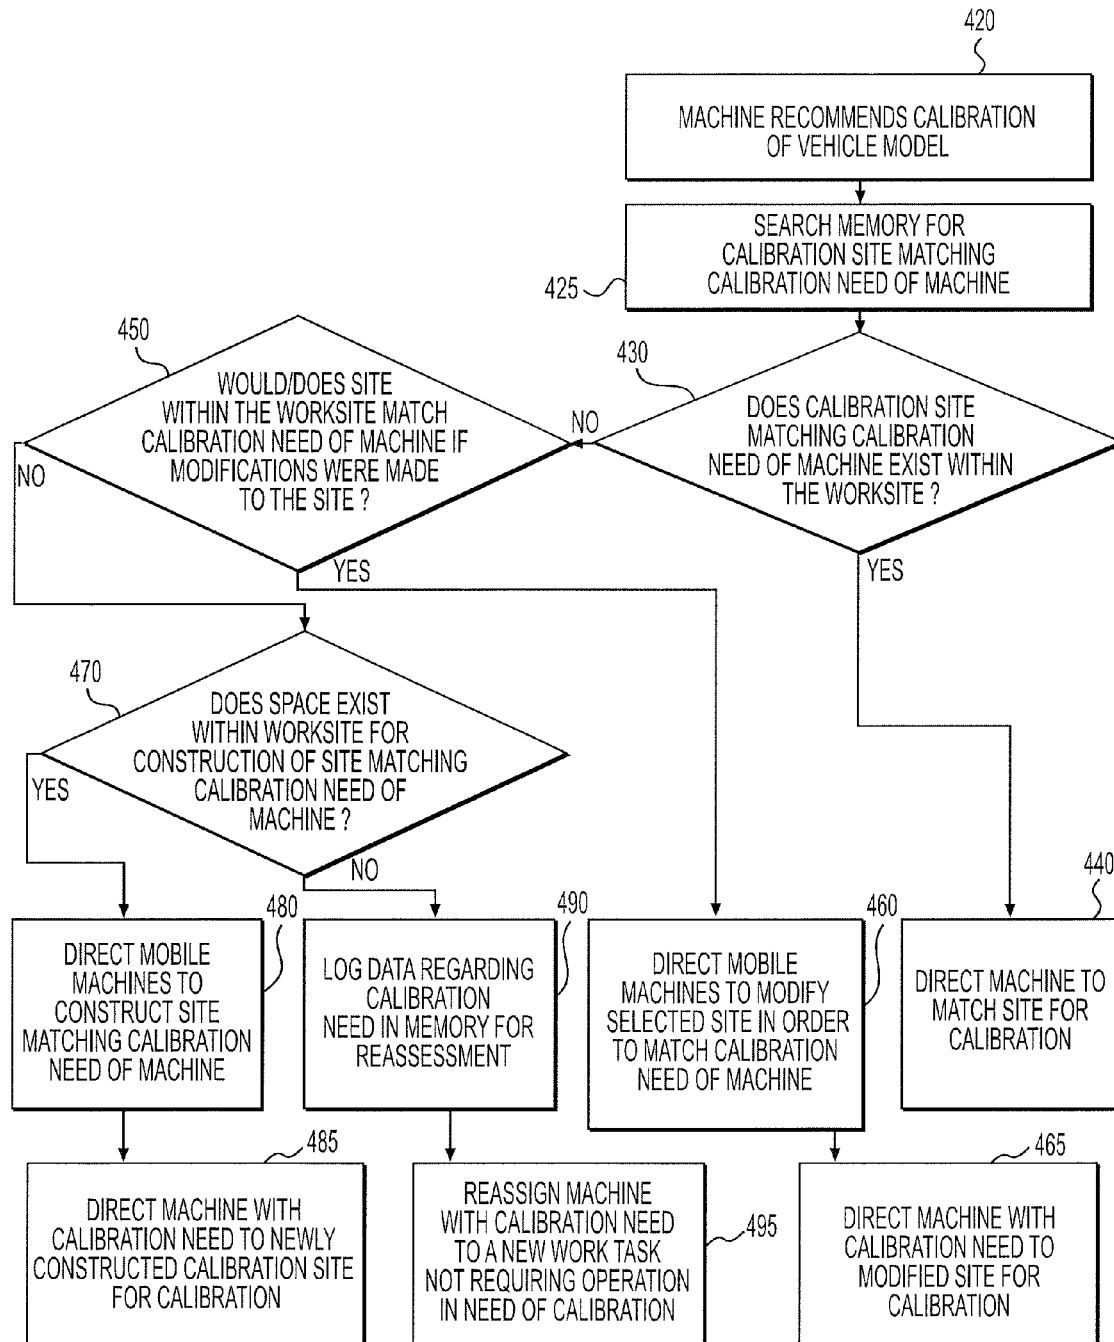 420
MACHINE RECOMMENDS CALIBRATION
OF VEHICLE MODEL
SEARCH MEMORY FOR
CALIBRATION SITE MATCHING
CALIBRATION NEED OF MACHINE
425
450
WOULD/DOES SITE
WITHIN THE WORKSITE MATCH
CALIBRATION NEED OF MACHINE IF
MODIFICATIONS WERE MADE
TO THE SITE ?
NO
YES
430
NO
DOES CALIBRATION SITE
MATCHING CALIBRATION
NEED OF MACHINE EXIST WITHIN
THE WORKSITE ?
YES
470
DOES SPACE EXIST
WITHIN WORKSITE FOR
CONSTRUCTION OF SITE MATCHING
CALIBRATION NEED OF
MACHINE ?
YES
NO
480
DIRECT MOBILE
MACHINES TO
CONSTRUCT SITE
MATCHING CALIBRATION
NEED OF MACHINE
490
LOG DATA REGARDING
CALIBRATION
NEED IN MEMORY FOR
REASSESSMENT
460
DIRECT MOBILE
MACHINES TO MODIFY
SELECTED SITE IN ORDER
TO MATCH CALIBRATION
NEED OF MACHINE
440
DIRECT MACHINE TO
MATCH SITE FOR
CALIBRATION
485
DIRECT MACHINE WITH
CALIBRATION NEED TO NEWLY
CONSTRUCTED CALIBRATION SITE
FOR CALIBRATION
REASSIGN MACHINE
WITH CALIBRATION NEED
TO A NEW WORK TASK
NOT REQUIRING OPERATION
IN NEED OF CALIBRATION
495
465
DIRECT MACHINE WITH
CALIBRATION NEED TO
MODIFIED SITE FOR
CALIBRATION